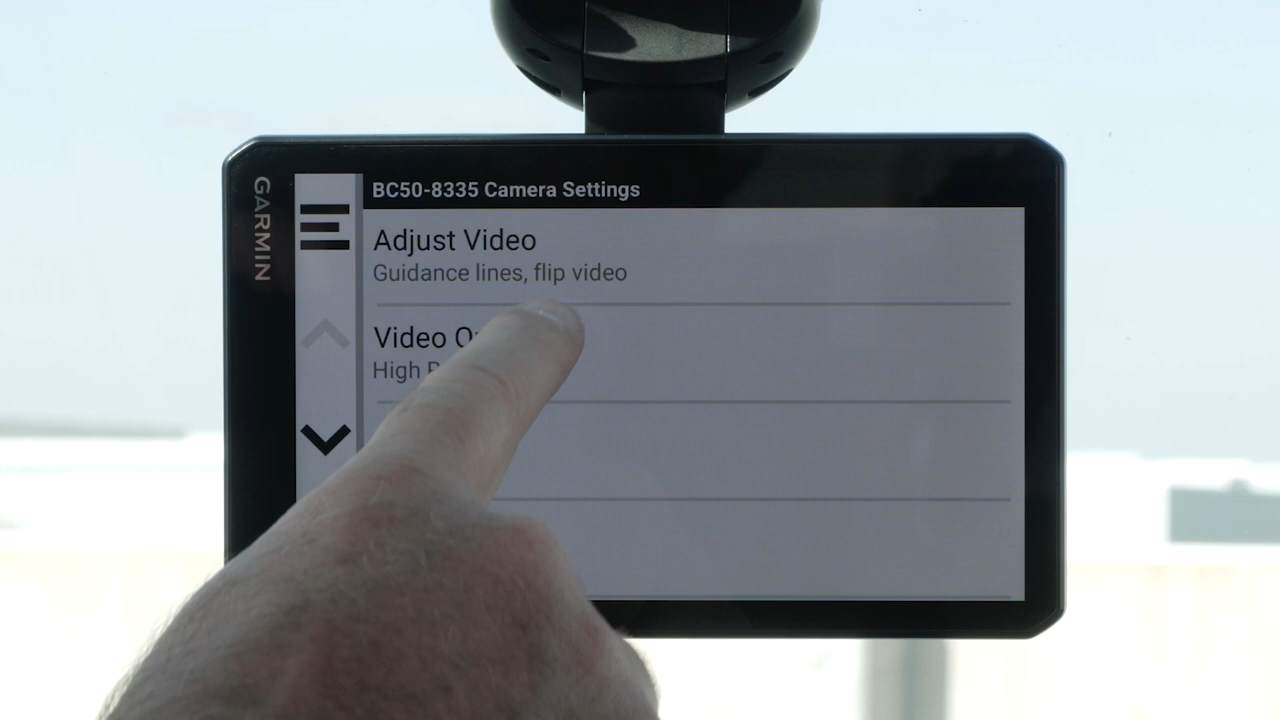 GARMIN
BC50-8335 Camera Settings
Adjust Video
Guidance lines, flip video
Video
High